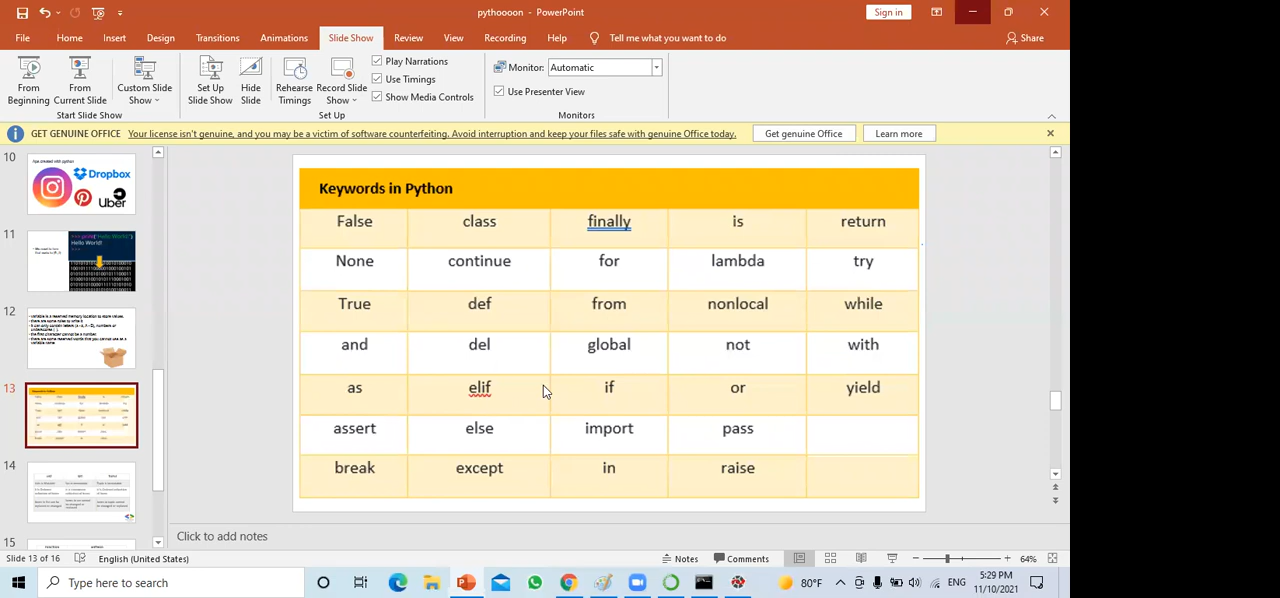 pythoooon - PowerPoint
Sign in
File Home Insert Design Transitions Animations Slide Show Review View Recording Help Tell me what you want to do Share
From Beginning
From Current Slide
Custom Slide Show
Start Slide Show
Set Up Slide Show
Hide Slide
Rehearse Timings
Record Slide Show
Play Narrations
Use Timings
Show Media Controls
Set Up
Monitor: Automatic
Use Presenter View
Monitors
GET GENUINE OFFICE Your license isn't genuine, and you may be a victim of software counterfeiting. Avoid interruption and keep your files safe with genuine Office today. Get genuine Office Learn more
10
Dropbox
Uber
11
Hello World!
12
13
14
15
Keywords in Python
False class finally is return
None continue for lambda try
True def from nonlocal while
and del global not with
as elif if or yield
assert else import pass
break except in raise
Click to add notes
Slide 13 of 16 English (United States) Notes Comments 64%
Type here to search
80°F ENG
5:29 PM
11/10/2021